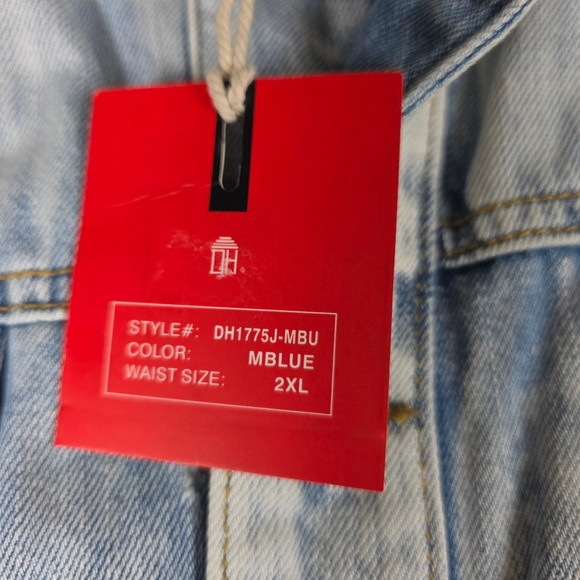 DH
STYLE#: DH1775J-MBU
COLOR: MBLUE
WAIST SIZE: 2XL